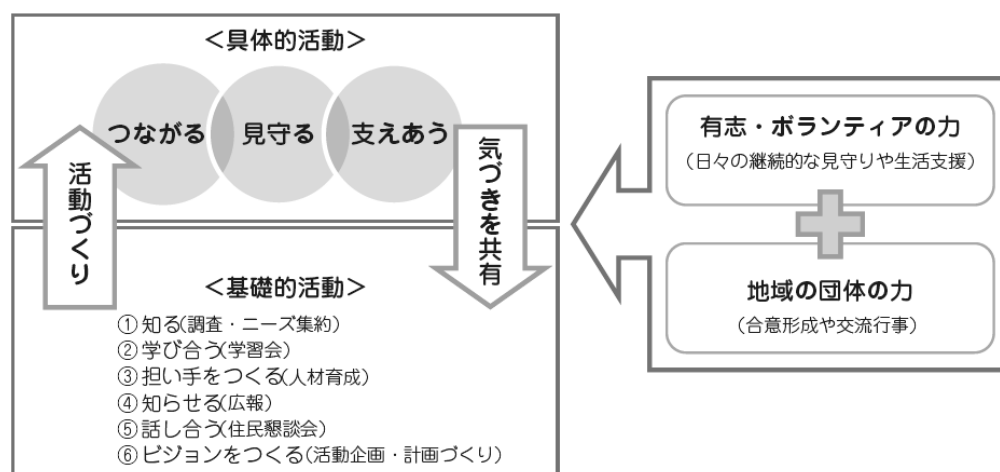 ＜具体的活動＞
つながる
見守る
支えあう
活動づくり
気づきを共有
＜基礎的活動＞
①知る(調査・ニーズ集約)
②学び合う(学習会)
③担い手をつくる(人材育成)
④知らせる(広報)
⑤話し合う(住民懇談会)
⑥ビジョンをつくる(活動企画・計画づくり)
有志・ボランティアの力
(日々の継続的な見守りや生活支援)
地域の団体の力
(合意形成や交流行事)